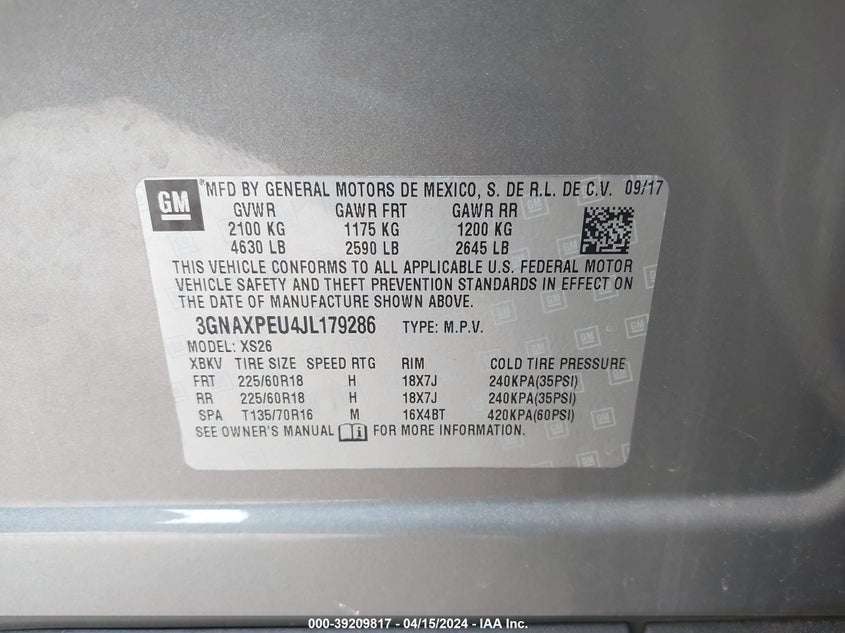 GM ® MFD BY GENERAL MOTORS DE MEXICO, S. DE R.L. DE C.V. 09/17
GVWR GAWR FRT GAWR RR
2100 KG 1175 KG 1200 KG
4630 LB 2590 LB 2645 LB
THIS VEHICLE CONFORMS TO ALL APPLICABLE U.S. FEDERAL MOTOR
VEHICLE SAFETY AND THEFT PREVENTION STANDARDS IN EFFECT ON
THE DATE OF MANUFACTURE SHOWN ABOVE.
3GNAXPEU4JL179286 TYPE: M.P.V.
MODEL: XS26
XBKV TIRE SIZE SPEED RTG RIM COLD TIRE PRESSURE
FRT 225/60R18 H 18X7J 240KPA(35PSI)
RR 225/60R18 H 18X7J 240KPA(35PSI)
SPA T135/70R16 M 16X4BT 420KPA(60PSI)
SEE OWNER'S MANUAL FOR MORE INFORMATION.
000-39209817 - 04/15/2024 - IAA Inc.